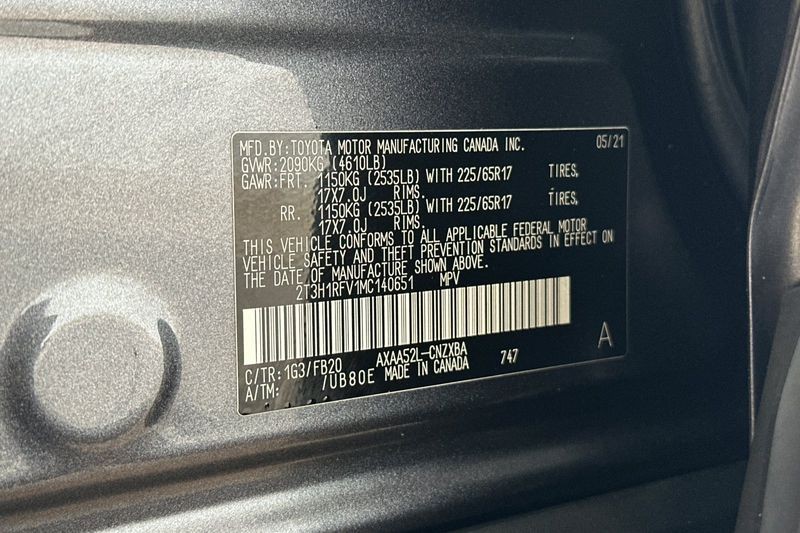 MFD.BY:TOYOTA MOTOR MANUFACTURING CANADA INC. 05/21
GVWR:2090KG (4610LB)
GAWR:FRT. 1150KG (2535LB) WITH 225/65R17 TIRES,
17X7.0J RIMS.
RR. 1150KG (2535LB) WITH 225/65R17 TIRES,
17X7.0J RIMS.
THIS VEHICLE CONFORMS TO ALL APPLICABLE FEDERAL MOTOR
VEHICLE SAFETY AND THEFT PREVENTION STANDARDS IN EFFECT ON
THE DATE OF MANUFACTURE SHOWN ABOVE.
2T3H1RFV1MC140651 MPV
A
C/TR:1G3/FB20 AXAA52L-CNZXBA 747
A/TM: /UB80E MADE IN CANADA